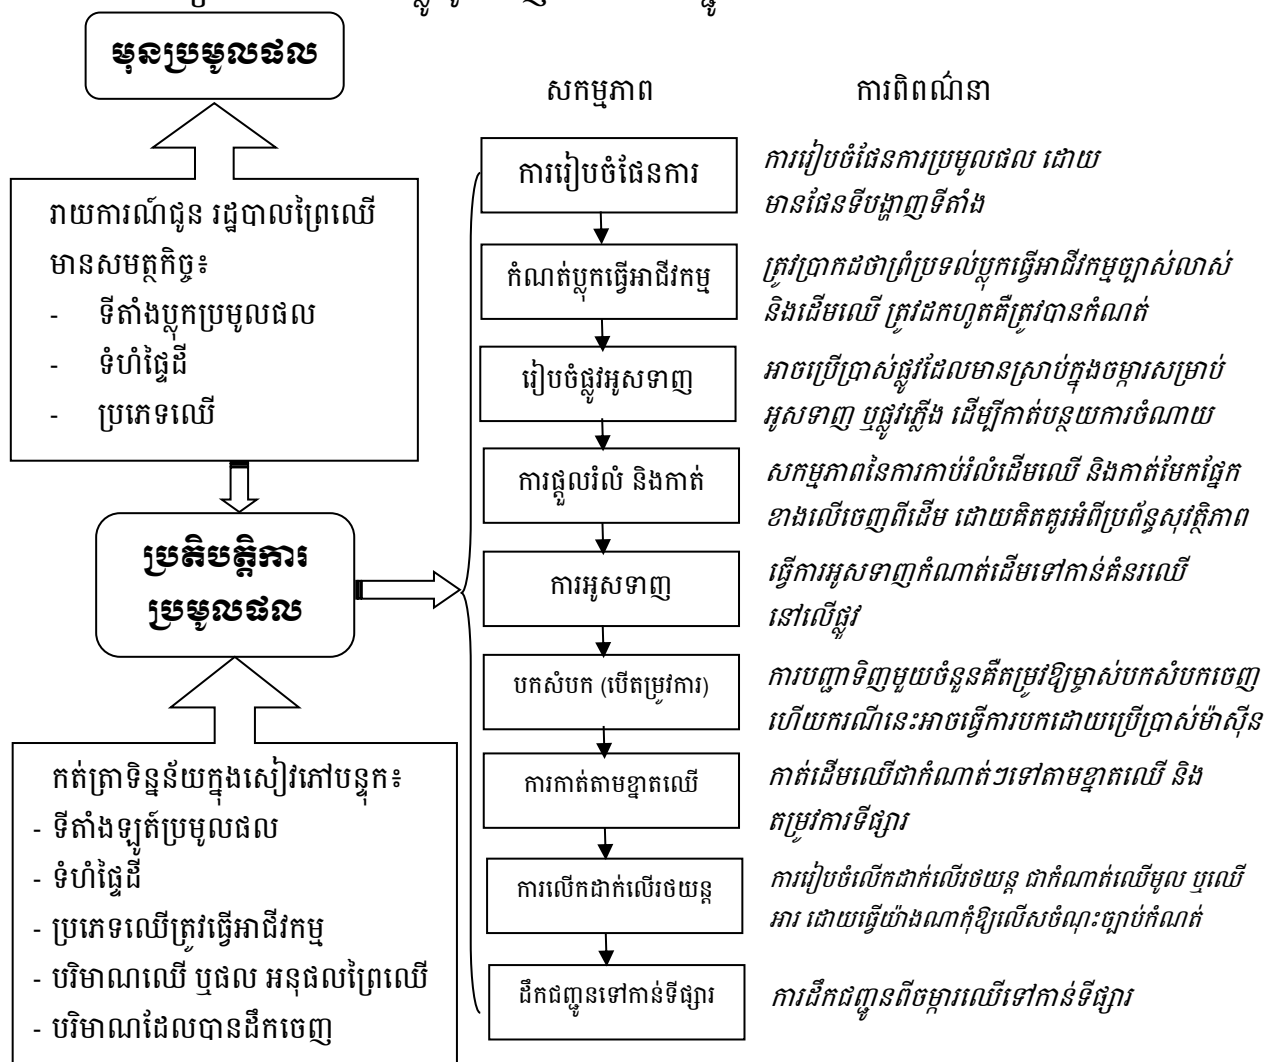 មុនប្រមូលផល
រាយការណ៍ជូន រដ្ឋបាលព្រៃឈើ
មានសមត្ថកិច្ច៖
- ទីតាំងប្លុកប្រមូលផល
- ទំហំផ្ទៃដី
- ប្រភេទឈើ
ប្រតិបត្តិការ
ប្រមូលផល
កត់ត្រាទិន្នន័យក្នុងសៀវភៅបន្ទុក៖
- ទីតាំងឡូត៍ប្រមូលផល
- ទំហំផ្ទៃដី
- ប្រភេទឈើត្រូវធ្វើអាជីវកម្ម
- បរិមាណឈើ ឬផល អនុផលព្រៃឈើ
- បរិមាណដែលបានដឹកចេញ
សកម្មភាព
ការពិពណ៌នា
ការរៀបចំផែនការ
ការរៀបចំផែនការប្រមូលផល ដោយ
មានផែនទីបង្ហាញទីតាំង
កំណត់ប្លុកធ្វើអាជីវកម្ម
ត្រូវប្រាកដថាព្រំប្រទល់ប្លុកធ្វើអាជីវកម្មច្បាស់លាស់
និងដើមឈើ ត្រូវដកហូតគឺត្រូវបានកំណត់
រៀបចំផ្លូវអូសទាញ
អាចប្រើប្រាស់ផ្លូវដែលមានស្រាប់ក្នុងចម្ការសម្រាប់
អូសទាញ ឬផ្លូវភ្លើង ដើម្បីកាត់បន្ថយការចំណាយ
ការផ្តួលរំលំ និងកាត់
សកម្មភាពនៃការកាប់រំលំដើមឈើ និងកាត់មែកផ្នែក
ខាងលើចេញពីដើម ដោយគិតគូរអំពីប្រព័ន្ធសុវត្ថិភាព
ការអូសទាញ
ធ្វើការអូសទាញកំណាត់ដើមទៅកាន់គំនរឈើ
នៅលើផ្លូវ
បកសំបក (បើតម្រូវការ)
ការបញ្ជាទិញមួយចំនួនគឺតម្រូវឱ្យម្ចាស់បកសំបកចេញ
ហើយករណីនេះអាចធ្វើការបកដោយប្រើប្រាស់ម៉ាស៊ីន
ការកាត់តាមខ្នាតឈើ
កាត់ដើមឈើជាកំណាត់ៗទៅតាមខ្នាតឈើ និង
តម្រូវការទីផ្សារ
ការលើកដាក់លើរថយន្ត
ការរៀបចំលើកដាក់លើរថយន្ត ជាកំណាត់ឈើមូល ឬឈើ
អារ ដោយធ្វើយ៉ាងណាកុំឱ្យលើសចំណុះច្បាប់កំណត់
ដឹកជញ្ជូនទៅកាន់ទីផ្សារ
ការដឹកជញ្ជូនពីចម្ការឈើទៅកាន់ទីផ្សារ